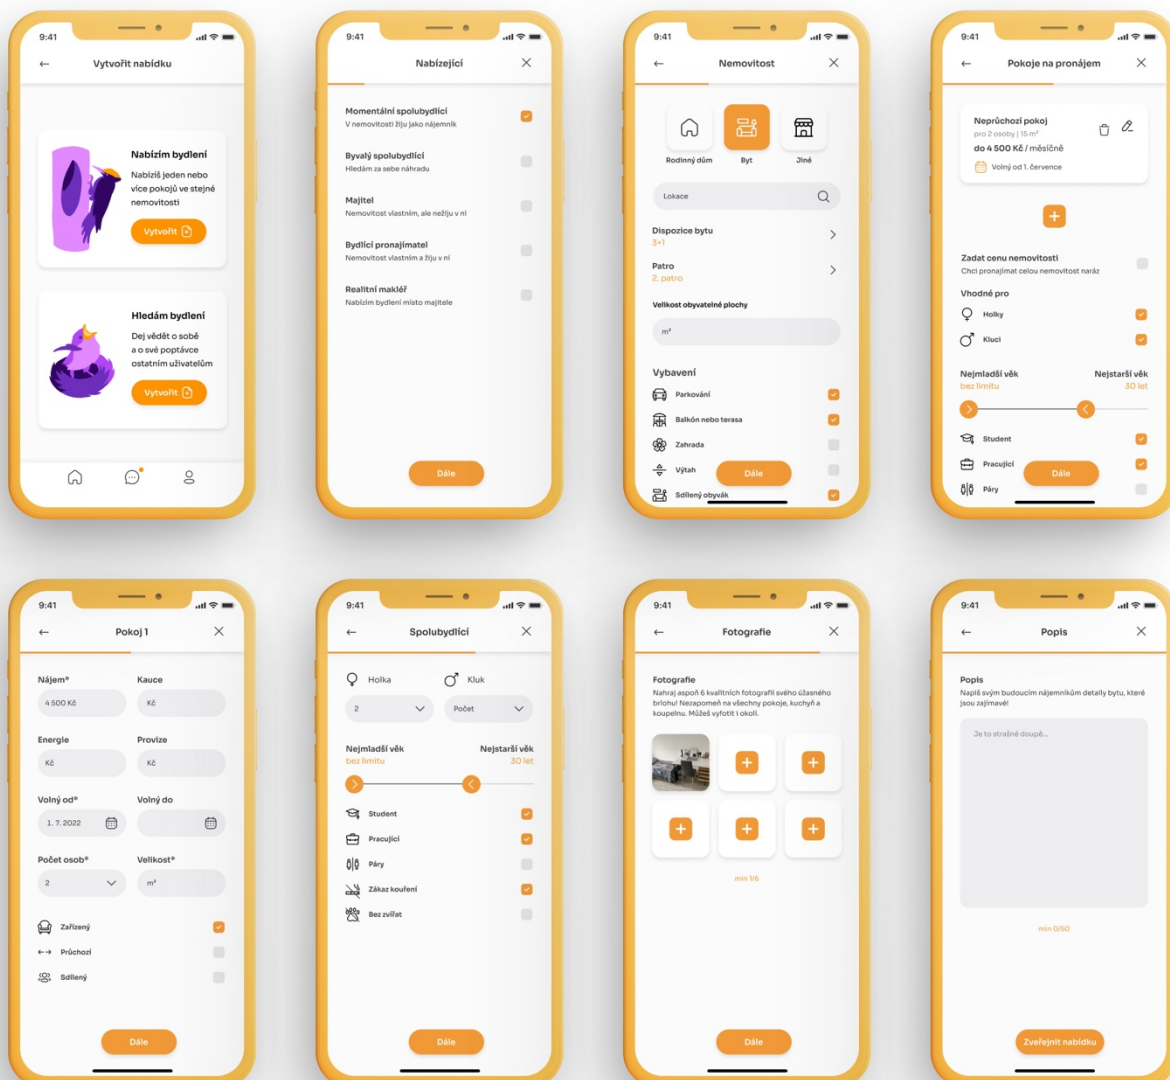 9:41
Vytvořit nabídku
Nabízím bydlení
Nabízíš jeden nebo
více pokojů ve stejné
nemovitosti
Vytvořit
Hledám bydlení
Dej vědět o sobě
a o své poptávce
ostatním uživatelům
Vytvořit
9:41
Nabízející
Momentální spolubydlící
V nemovitosti žiju jako nájemník
Byvalý spolubydlící
Hledám za sebe náhradu
Majitel
Nemovitost vlastním, ale nežiju v ní
Bydlící pronajímatel
Nemovitost vlastním a žiju v ní
Realitní makléř
Nabízím bydlení místo majitele
Dále
9:41
Nemovitost
Rodinný dům
Byt
Jiné
Lokace
Dispozice bytu
3+1
Patro
2. patro
Velikost obyvatelné plochy
m²
Vybavení
Parkování
Balkón nebo terasa
Zahrada
Výtah
Sdílený obyvák
Dále
9:41
Pokoje na pronájem
Neprůchozí pokoj
pro 2 osoby | 15 m²
do 4 500 Kč / měsíčně
Volný od 1. července
Zadat cenu nemovitosti
Chci pronajímat celou nemovitost naráz
Vhodné pro
Holky
Kluci
Nejmladší věk Nejstarší věk
bez limitu 30 let
Student
Pracující
Páry
Dále
9:41
Pokoj 1
Nájem* Kauce
4 500 Kč Kč
Energie Provize
Kč Kč
Volný od* Volný do
1. 7. 2022
Počet osob* Velikost*
2 m²
Zařízený
Průchozí
Sdílený
Dále
9:41
Spolubydlící
Holka Kluk
2 Počet
Nejmladší věk Nejstarší věk
bez limitu 30 let
Student
Pracující
Páry
Zákaz kouření
Bez zvířat
Dále
9:41
Fotografie
Fotografie
Nahraj aspoň 6 kvalitních fotografií svého úžasného
brlohu! Nezapomeň na všechny pokoje, kuchyň a
koupelnu. Můžeš vyfotit i okolí.
min 1/6
Dále
9:41
Popis
Popis
Napiš svým budoucím nájemníkům detaily bytu, které
jsou zajímavé!
Je to strašné doupě...
min 0/50
Zveřejnit nabídku